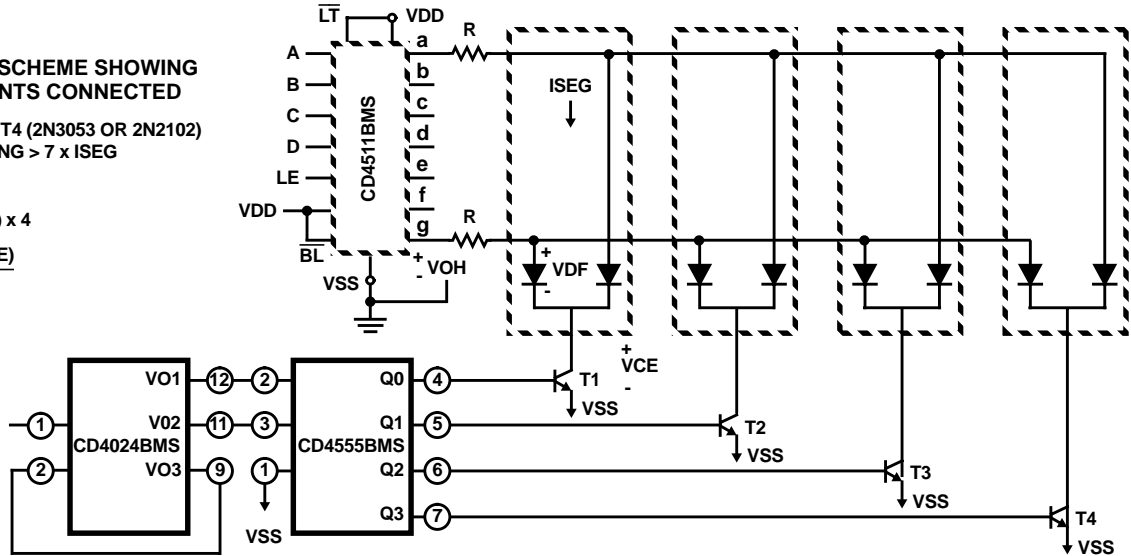 LT
VDD
SCHEME SHOWING
NTS CONNECTED
T4 (2N3053 OR 2N2102)
NG > 7 x ISEG
) x 4
E)
A
B
C
D
LE
VDD
BL
CD4511BMS
a
b
c
d
e
f
g
R
R
ISEG
+
VDF
-
+
-
VOH
VSS
+
VCE
-
T1
VSS
T2
VSS
T3
VSS
T4
VSS
1
2
CD4024BMS
VO1
V02
VO3
12
11
9
2
3
1
VSS
CD4555BMS
Q0
Q1
Q2
Q3
4
5
6
7